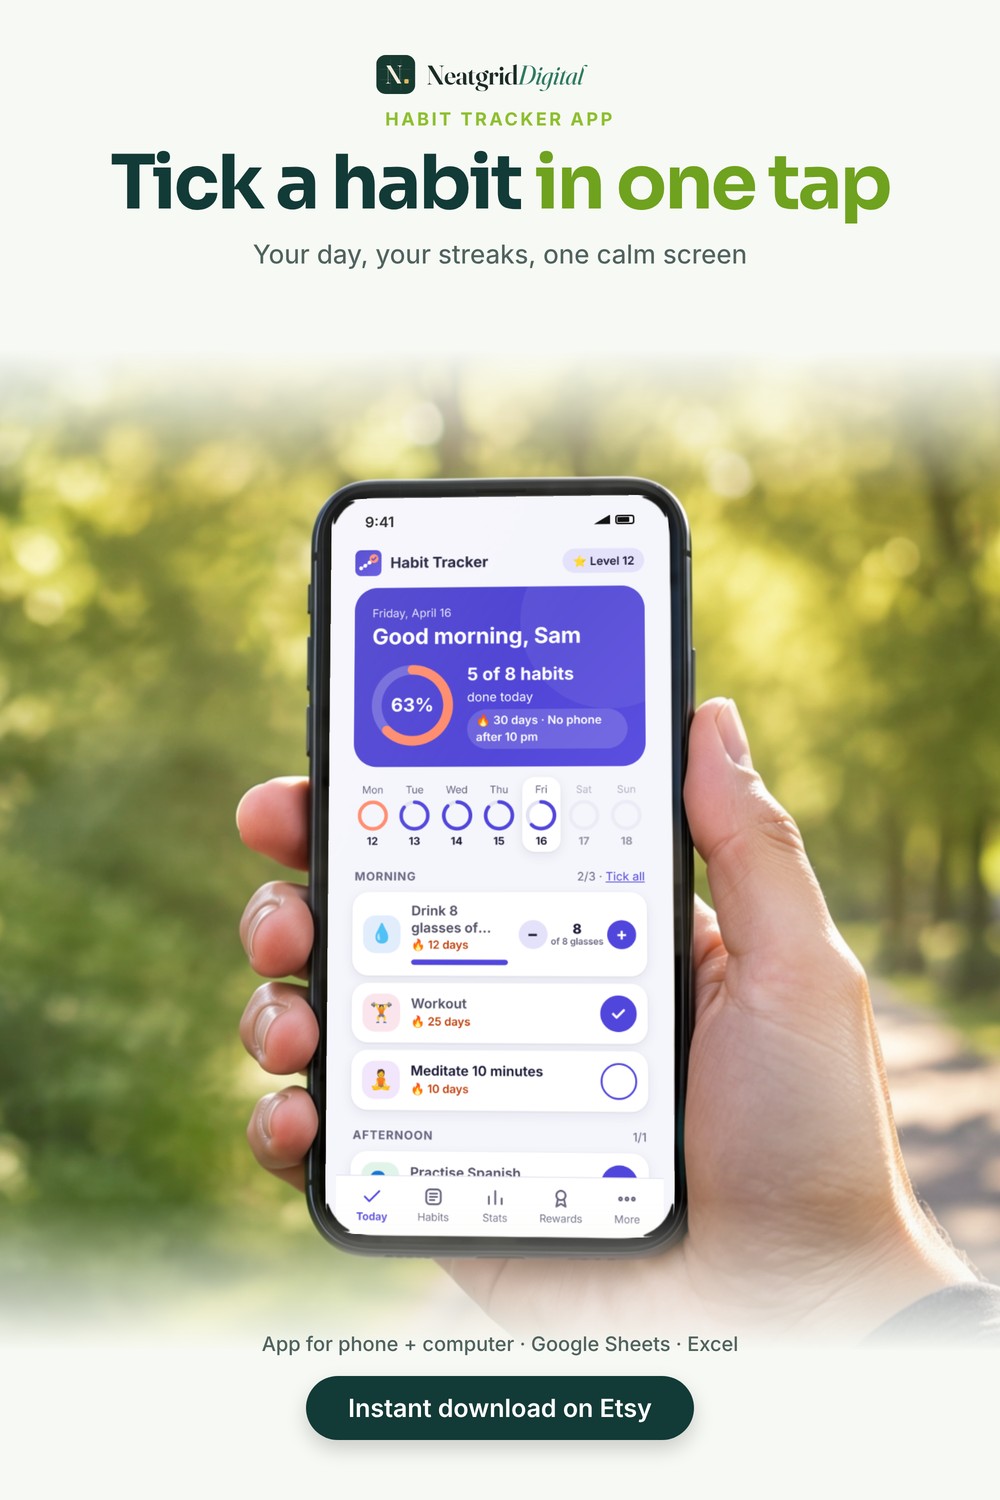 N.
NeatgridDigital
HABIT TRACKER APP
Tick a habit in one tap
Your day, your streaks, one calm screen
9:41
Habit Tracker
⭐ Level 12
Friday, April 16
Good morning, Sam
63%
5 of 8 habits
done today
🔥 30 days · No phone
after 10 pm
Mon Tue Wed Thu Fri Sat Sun
12 13 14 15 16 17 18
MORNING 2/3 · Tick all
Drink 8
glasses of...
🔥 12 days
− 8 +
of 8 glasses
Workout
🔥 25 days
Meditate 10 minutes
🔥 10 days
AFTERNOON 1/1
Practise Spanish
Today Habits Stats Rewards More
App for phone + computer · Google Sheets · Excel
Instant download on Etsy